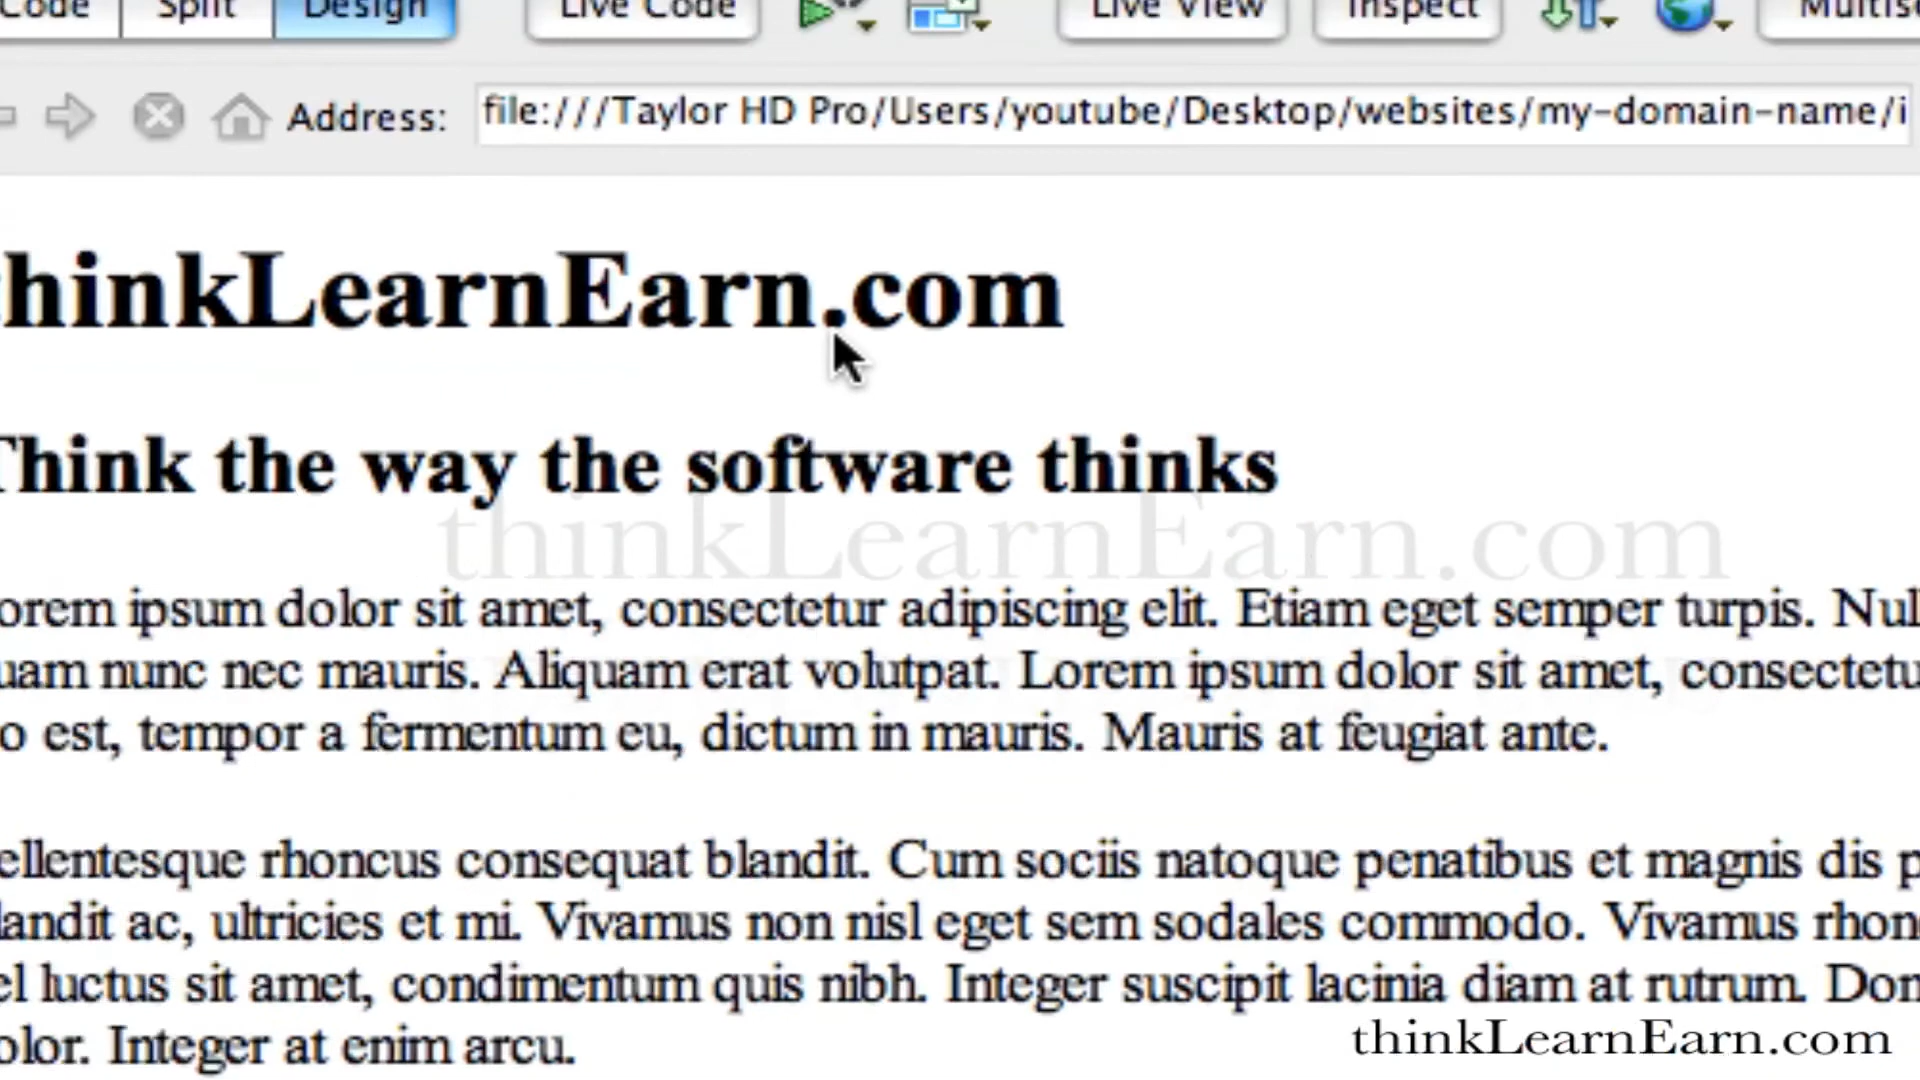 Code Split Design Live Code Live View Inspect
Address: file:///Taylor HD Pro/Users/youtube/Desktop/websites/my-domain-name/i
hinkLearnEarn.com
Think the way the software thinks
thinkLearnEarn.com
orem ipsum dolor sit amet, consectetur adipiscing elit. Etiam eget semper turpis. Nul
uam nunc nec mauris. Aliquam erat volutpat. Lorem ipsum dolor sit amet, consectetu
o est, tempor a fermentum eu, dictum in mauris. Mauris at feugiat ante.
ellentesque rhoncus consequat blandit. Cum sociis natoque penatibus et magnis dis p
landit ac, ultricies et mi. Vivamus non nisl eget sem sodales commodo. Vivamus rhon
el luctus sit amet, condimentum quis nibh. Integer suscipit lacinia diam at rutrum. Don
olor. Integer at enim arcu.
thinkLearnEarn.com